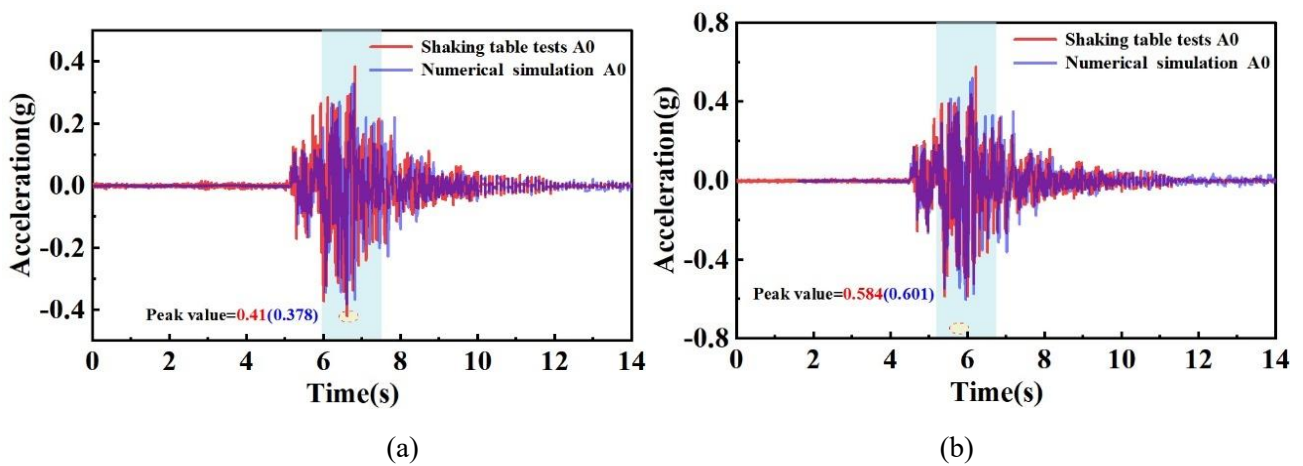 Shaking table tests A0
Numerical simulation A0
Acceleration(g)
0.4
0.2
0.0
-0.2
-0.4
Peak value=0.41(0.378)
0 2 4 6 8 10 12 14
Time(s)
(a)
Shaking table tests A0
Numerical simulation A0
Acceleration(g)
0.8
0.4
0.0
-0.4
-0.8
Peak value=0.584(0.601)
0 2 4 6 8 10 12 14
Time(s)
(b)